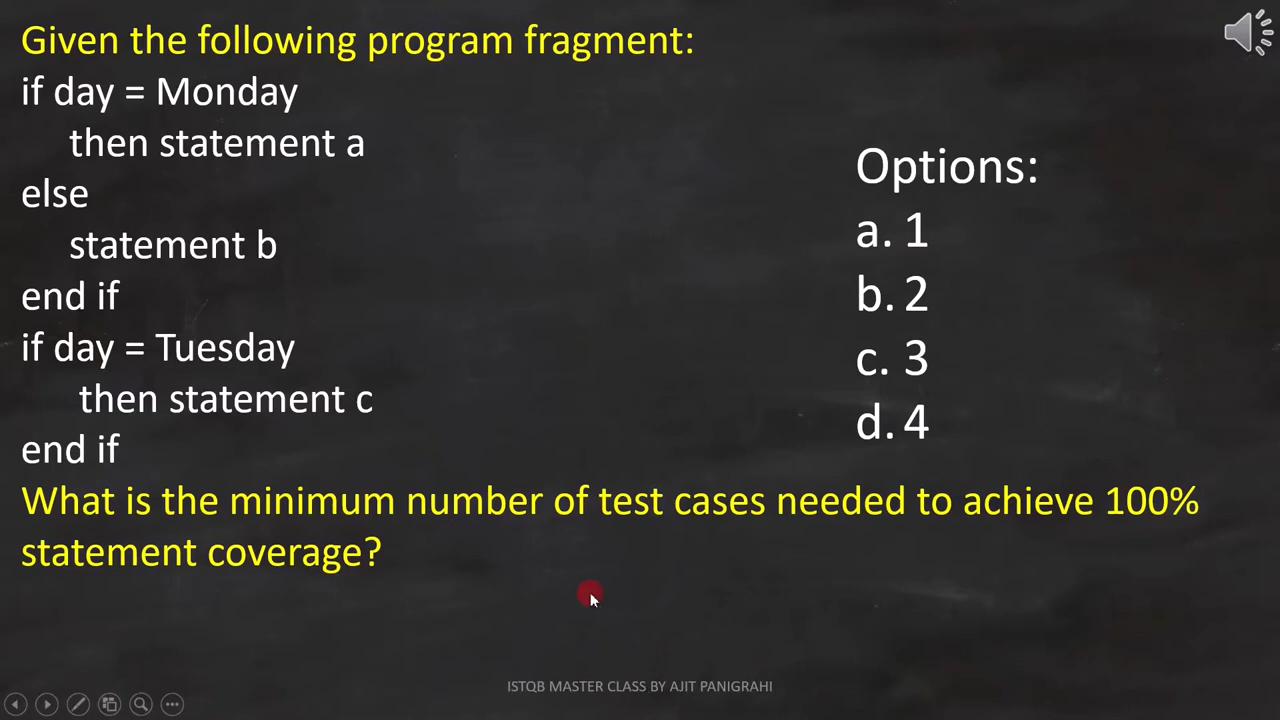 Given the following program fragment:
if day = Monday
then statement a
else
statement b
end if
if day = Tuesday
then statement c
end if
What is the minimum number of test cases needed to achieve 100%
statement coverage?
Options:
a. 1
b. 2
c. 3
d. 4
ISTQB MASTER CLASS BY AJIT PANIGRAHI